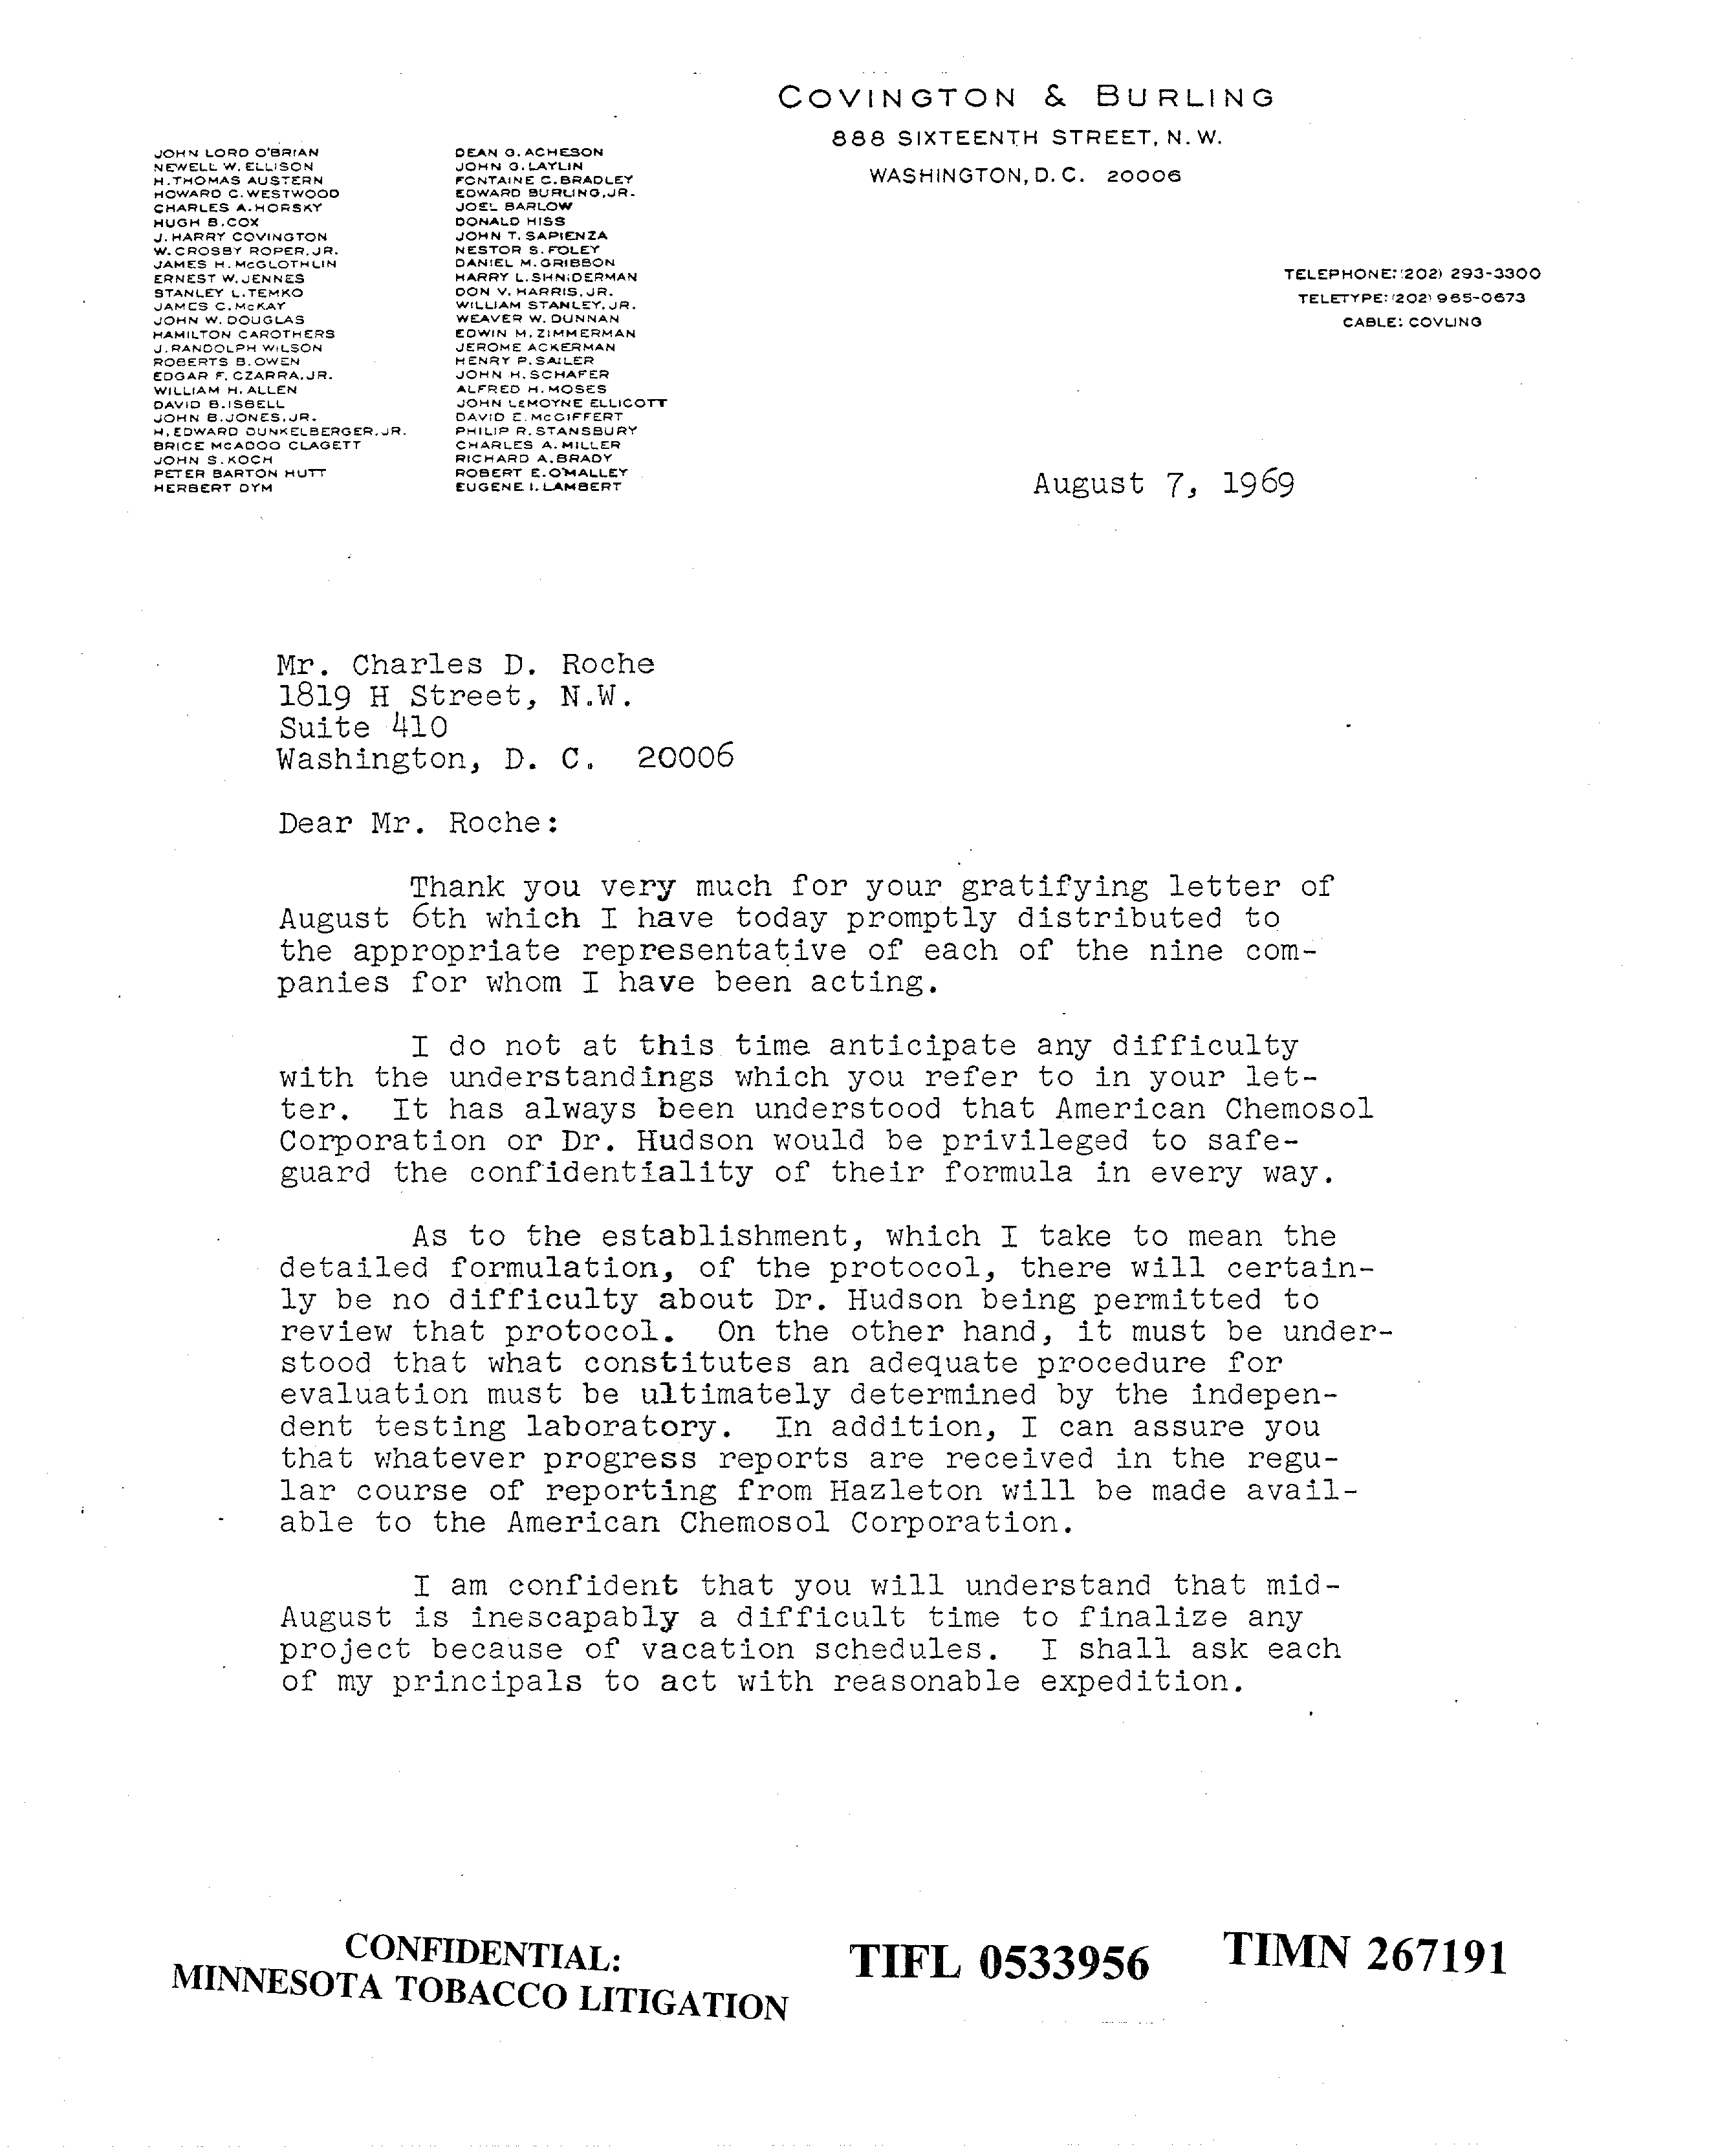 COVINGTON & BURLING
888 SIXTEENTH STREET, N.W.
WASHINGTON, D.C. 20006
JOHN LORD O'BRIAN
NEWELL W. ELLISON
H. THOMAS AUSTERN
HOWARD C. WESTWOOD
CHARLES A. HORSKY
HUGH B. COX
J. HARRY COVINGTON
W. CROSBY ROPER, JR.
JAMES H. McGLOTHLIN
ERNEST W. JENNES
STANLEY L. TEMKO
JAMES C. McKAY
JOHN W. DOUGLAS
HAMILTON CAROTHERS
J. RANDOLPH WILSON
ROBERTS B. OWEN
EDGAR F. CZARRA, JR.
WILLIAM H. ALLEN
DAVID B. ISBELL
JOHN B. JONES, JR.
H. EDWARD DUNKELBERGER, JR.
BRICE McADOO CLAGETT
JOHN S. KOCH
PETER BARTON HUTT
HERBERT DYM
DEAN G. ACHESON
JOHN G. LAYLIN
FONTAINE C. BRADLEY
EDWARD BURLING, JR.
JOEL BARLOW
DONALD HISS
JOHN T. SAPIENZA
NESTOR S. FOLEY
DANIEL M. GRIBBON
HARRY L. SHNIDERMAN
DON V. HARRIS, JR.
WILLIAM STANLEY, JR.
WEAVER W. DUNNAN
EDWIN M. ZIMMERMAN
JEROME ACKERMAN
HENRY P. SAILER
JOHN H. SCHAFER
ALFRED H. MOSES
JOHN LEMOYNE ELLICOTT
DAVID E. McGIFFERT
PHILIP R. STANSBURY
CHARLES A. MILLER
RICHARD A. BRADY
ROBERT E. O'MALLEY
EUGENE I. LAMBERT
TELEPHONE: (202) 293-3300
TELETYPE: (202) 965-0673
CABLE: COVLING
August 7, 1969
Mr. Charles D. Roche
1819 H Street, N.W.
Suite 410
Washington, D. C. 20006
Dear Mr. Roche:
Thank you very much for your gratifying letter of
August 6th which I have today promptly distributed to
the appropriate representative of each of the nine com-
panies for whom I have been acting.
I do not at this time anticipate any difficulty
with the understandings which you refer to in your let-
ter. It has always been understood that American Chemosol
Corporation or Dr. Hudson would be privileged to safe-
guard the confidentiality of their formula in every way.
As to the establishment, which I take to mean the
detailed formulation, of the protocol, there will certain-
ly be no difficulty about Dr. Hudson being permitted to
review that protocol. On the other hand, it must be under-
stood that what constitutes an adequate procedure for
evaluation must be ultimately determined by the indepen-
dent testing laboratory. In addition, I can assure you
that whatever progress reports are received in the regu-
lar course of reporting from Hazleton will be made avail-
able to the American Chemosol Corporation.
I am confident that you will understand that mid-
August is inescapably a difficult time to finalize any
project because of vacation schedules. I shall ask each
of my principals to act with reasonable expedition.
CONFIDENTIAL:
MINNESOTA TOBACCO LITIGATION
TIFL 0533956
TIMN 267191